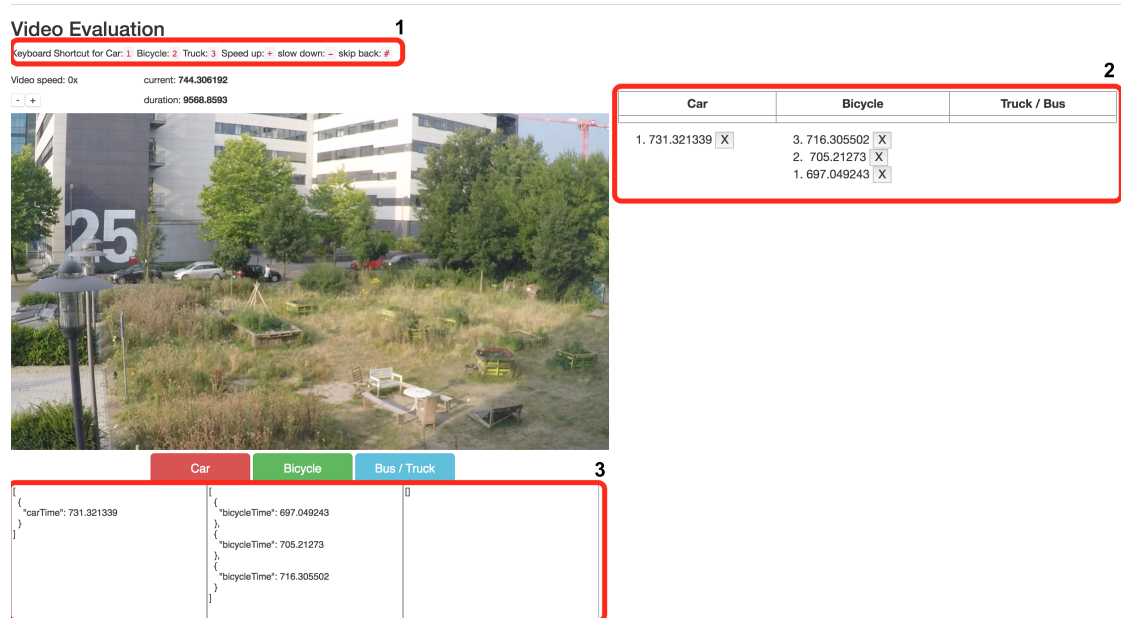 Video Evaluation
1
Keyboard Shortcut for Car: 1 Bicycle: 2 Truck: 3 Speed up: + slow down: - skip back: #
Video speed: 0x current: 744.306192
- + duration: 9568.8593
2
Car Bicycle Truck / Bus
1. 731.321339 X 3. 716.305502 X
2. 705.21273 X
1. 697.049243 X
25
Car Bicycle Bus / Truck
3
[
{
"carTime": 731.321339
}
]
[
{
"bicycleTime": 697.049243
},
{
"bicycleTime": 705.21273
},
{
"bicycleTime": 716.305502
}
]
[]